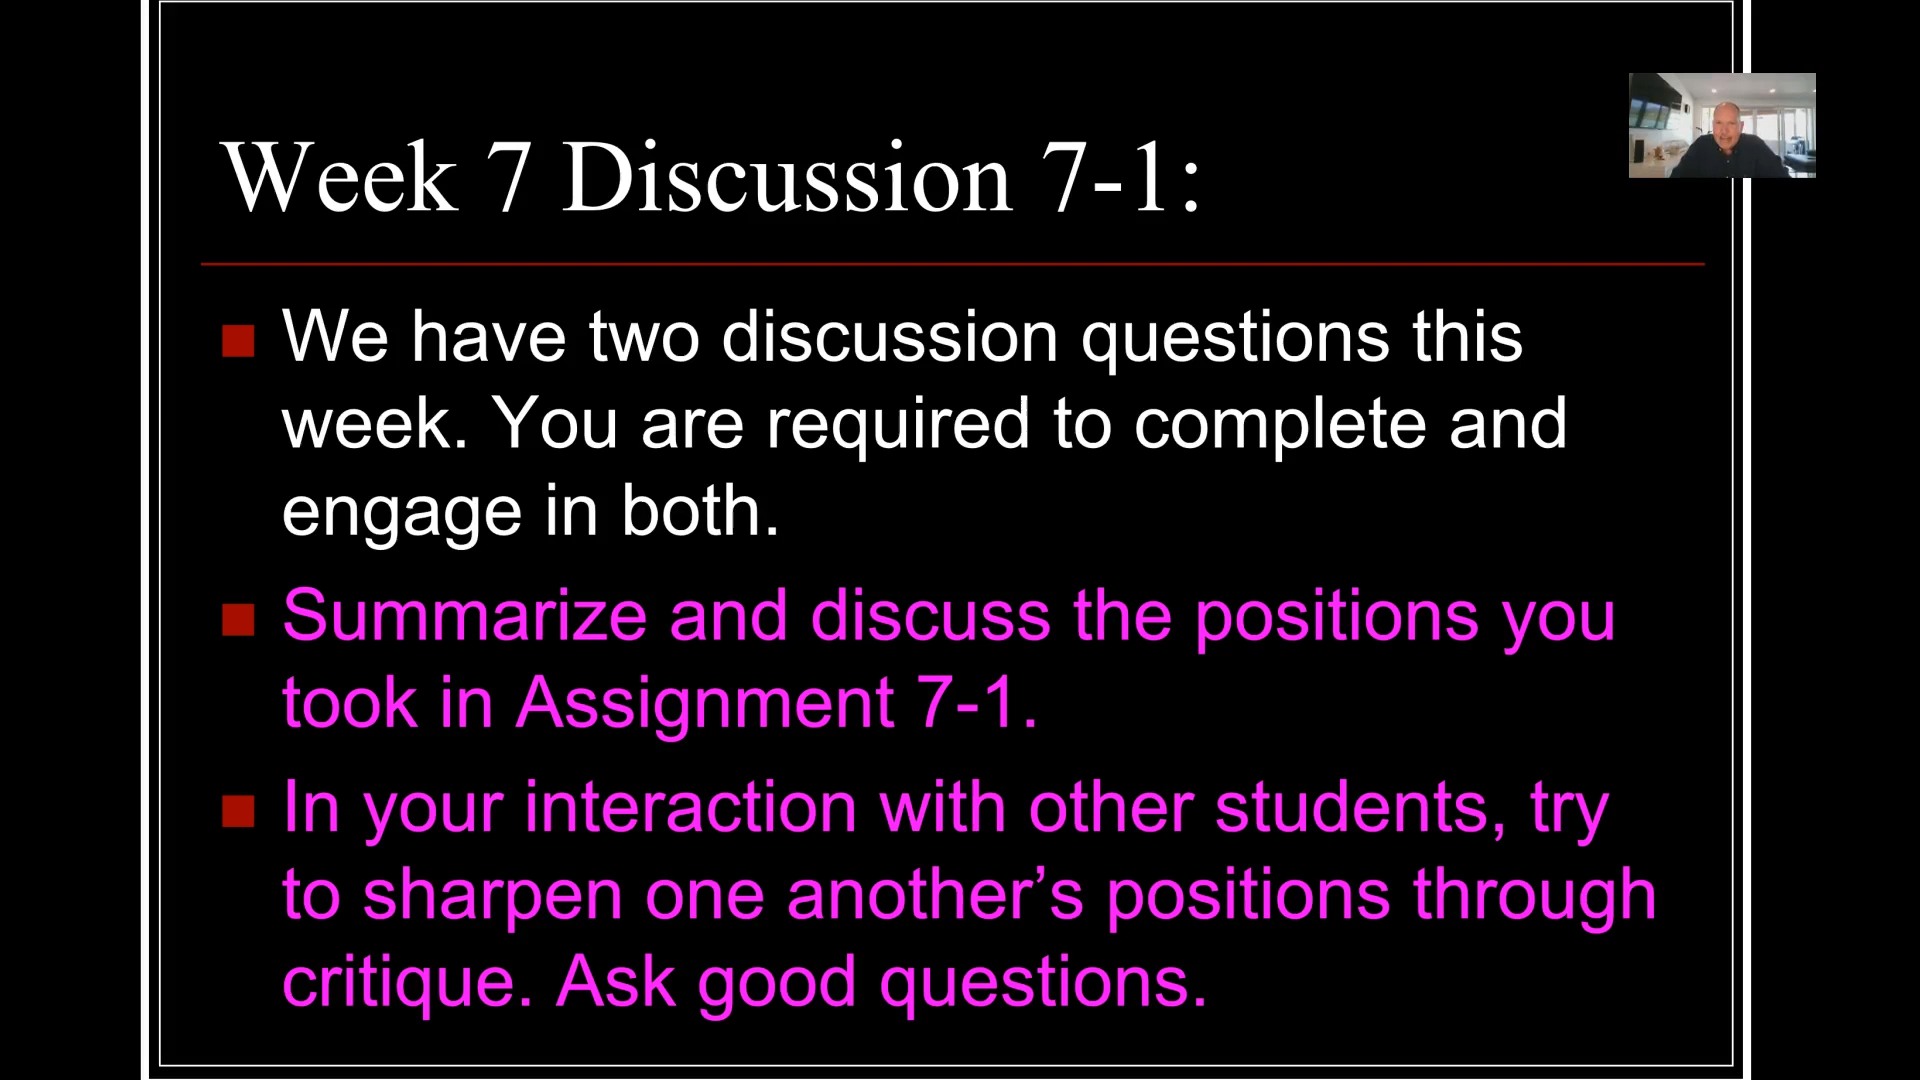 Week 7 Discussion 7-1:
We have two discussion questions this
week. You are required to complete and
engage in both.
Summarize and discuss the positions you
took in Assignment 7-1.
In your interaction with other students, try
to sharpen one another’s positions through
critique. Ask good questions.